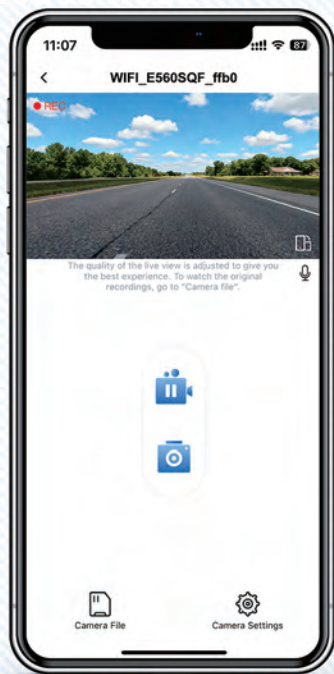 11:07
87
WIFI_E560SQF_ffb0
REC
The quality of the live view is adjusted to give you
the best experience. To watch the original
recordings, go to "Camera file".
Camera File
Camera Settings